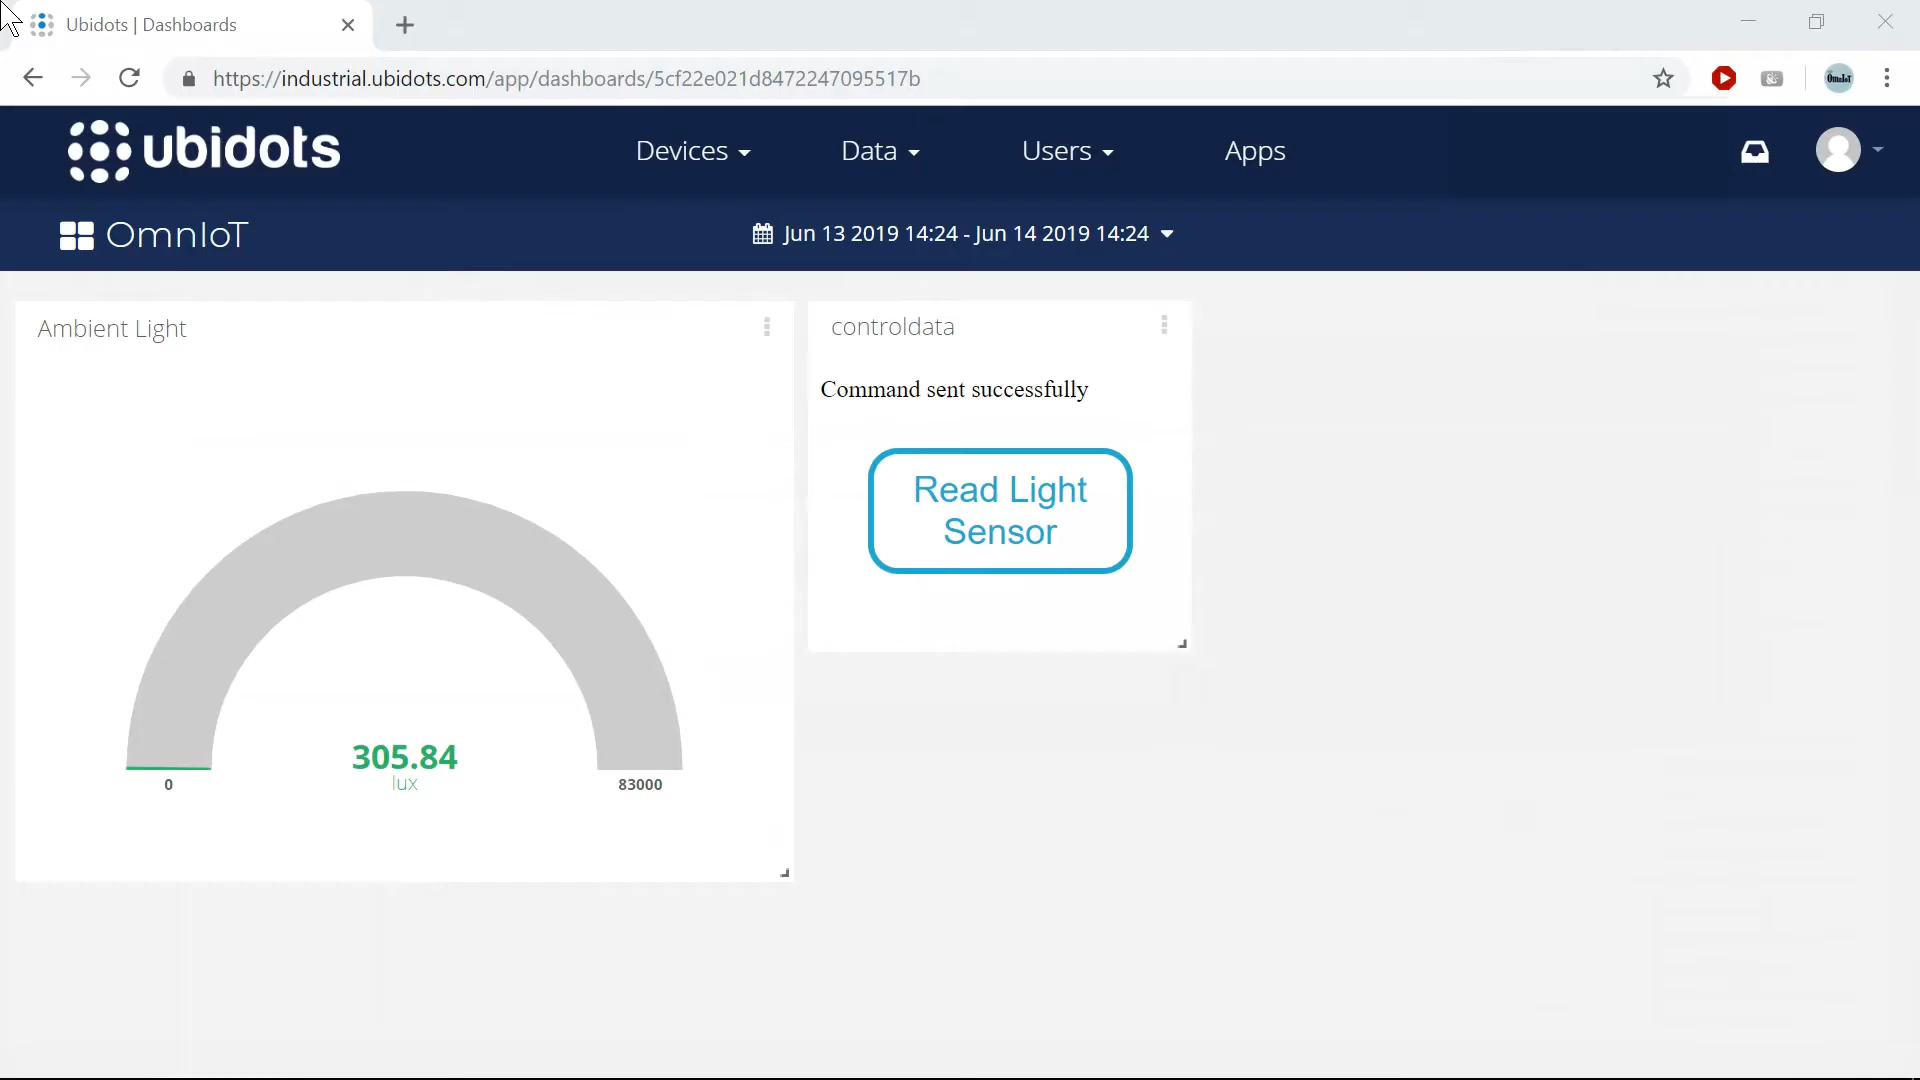 Ubidots | Dashboards
https://industrial.ubidots.com/app/dashboards/5cf22e021d8472247095517b
OmnIoT
ubidots
Devices
Data
Users
Apps
OmnIoT
Jun 13 2019 14:24 - Jun 14 2019 14:24
Ambient Light
305.84
lux
0
83000
controldata
Command sent successfully
Read Light
Sensor